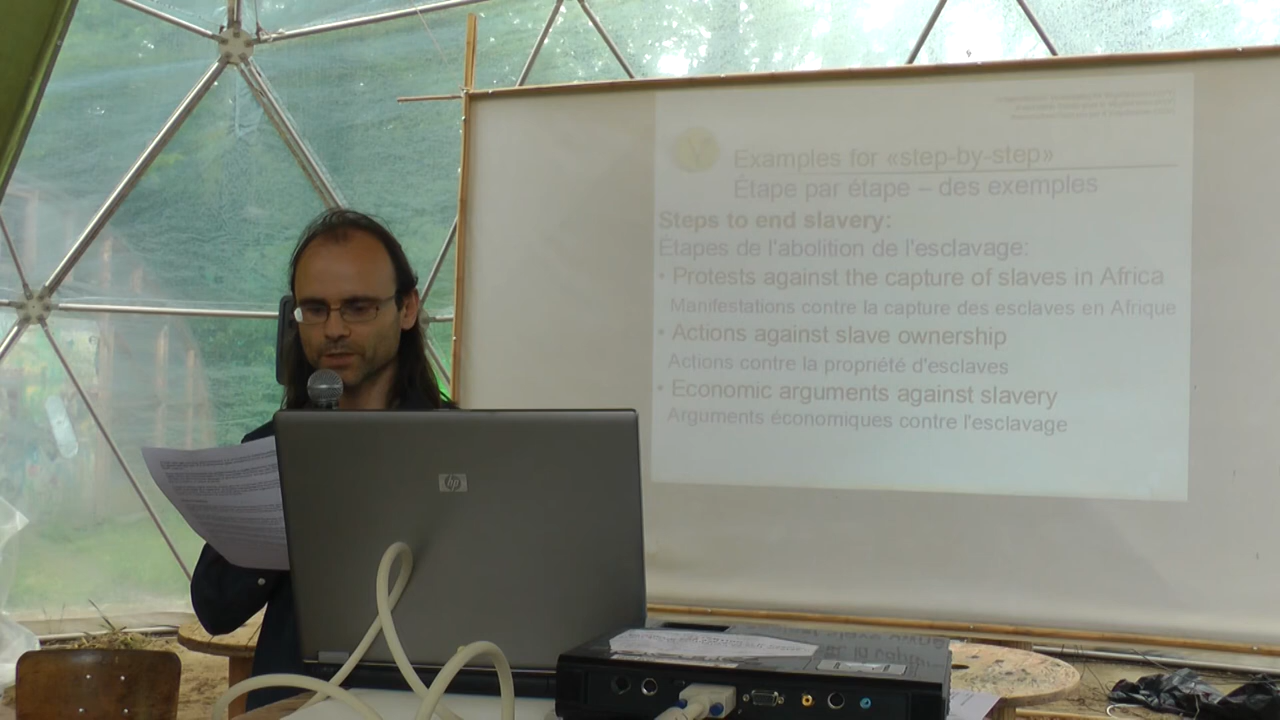 Examples for «step-by-step»
Étape par étape – des exemples
Steps to end slavery:
Étapes de l'abolition de l'esclavage:
• Protests against the capture of slaves in Africa
Manifestations contre la capture des esclaves en Afrique
• Actions against slave ownership
Actions contre la propriété d'esclaves
• Economic arguments against slavery
Arguments économiques contre l'esclavage
hp